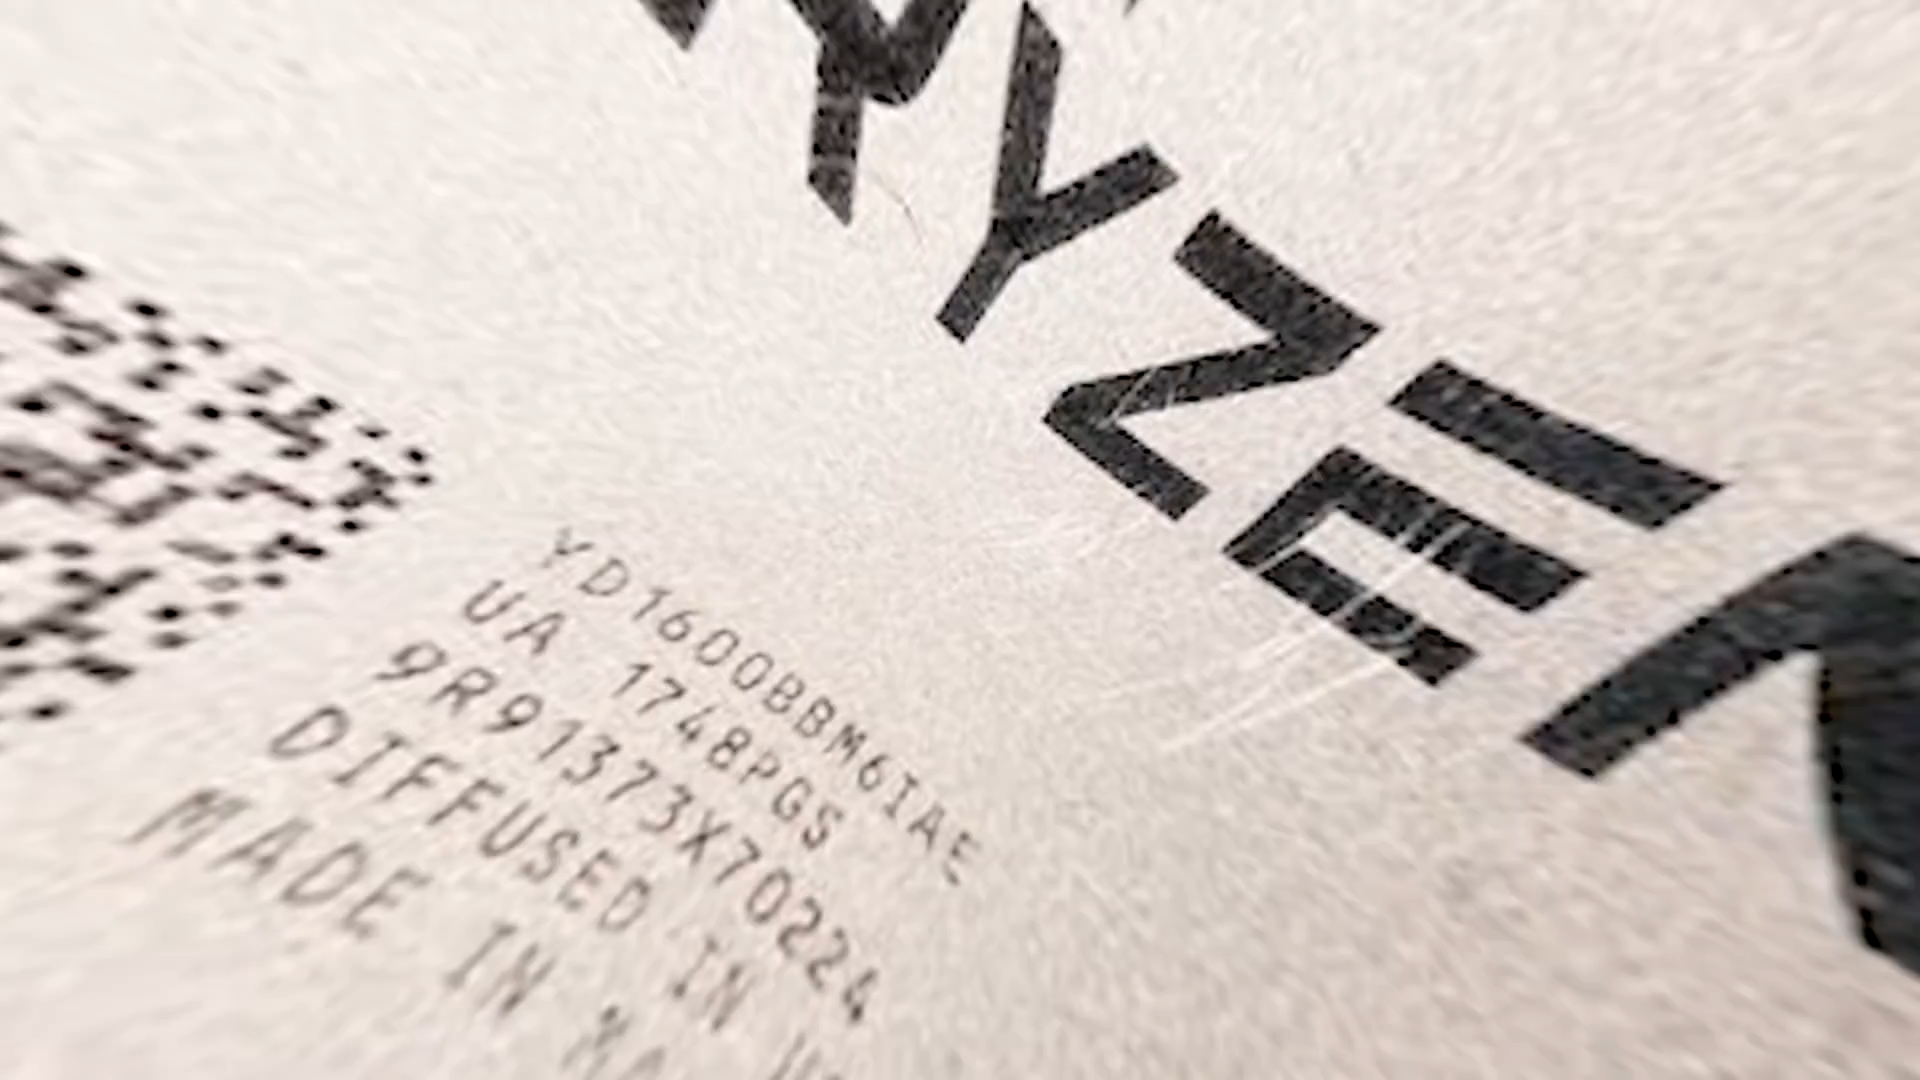 RYZEN
YD1600BBM6IAE
UA 1748PGS
9R91373X70224
DIFFUSED IN
MADE IN